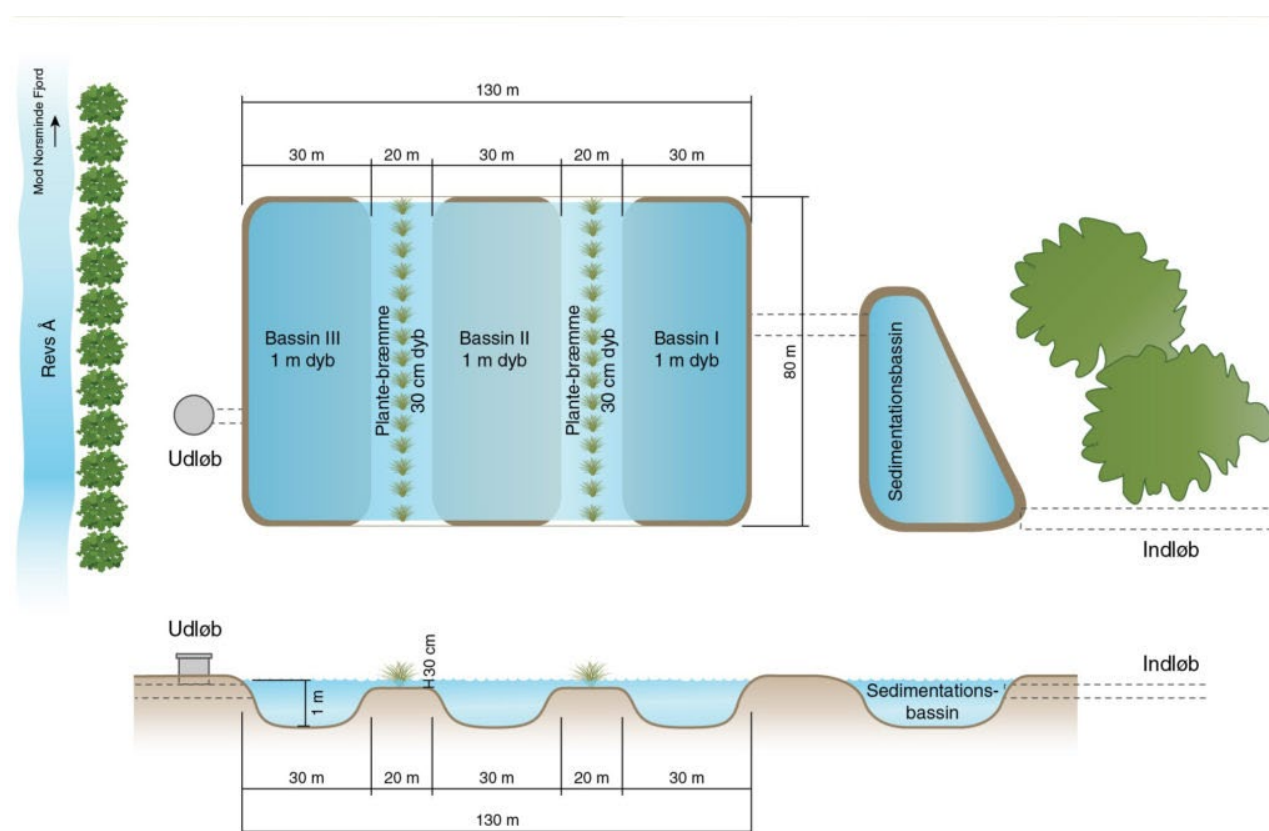 130 m
30 m
20 m
30 m
20 m
30 m
Mod Norsminde Fjord
Revs Å
Bassin III
1 m dyb
Plante-bræmme
30 cm dyb
Bassin II
1 m dyb
Plante-bræmme
30 cm dyb
Bassin I
1 m dyb
80 m
Sedimentationsbassin
Udløb
Indløb
Udløb
30 cm
1 m
Sedimentations-
bassin
Indløb
30 m
20 m
30 m
20 m
30 m
130 m